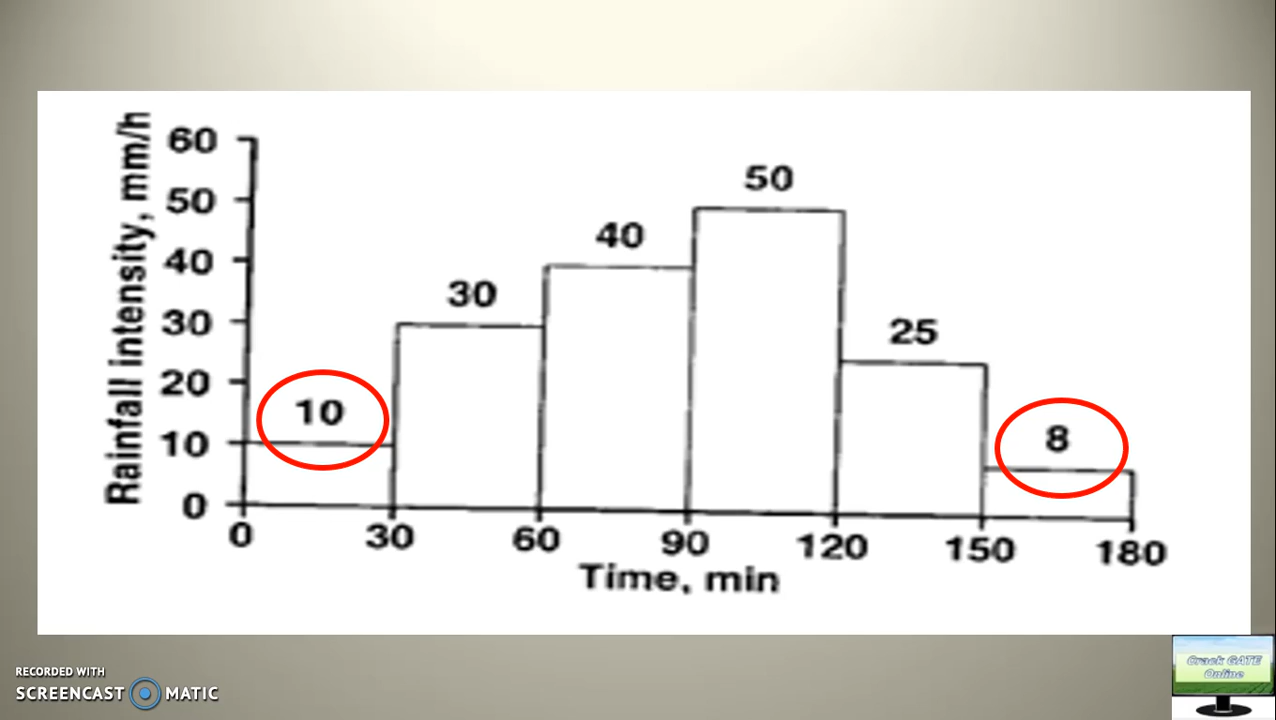 Rainfall intensity, mm/h
60
50
40
30
20
10
0
10
30
40
50
25
8
0 30 60 90 120 150 180
Time, min
RECORDED WITH
SCREENCAST MATIC
Crack GATE
Online